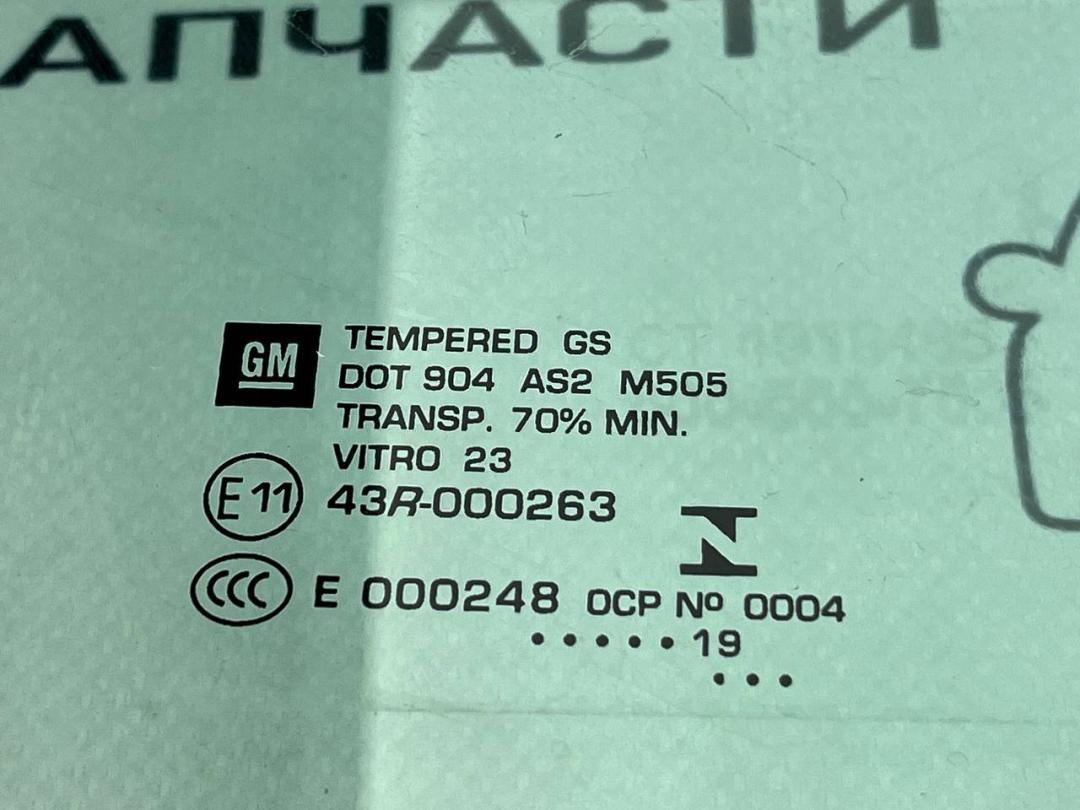 АПЧАСТИ
GM
TEMPERED GS
DOT 904 AS2 M505
TRANSP. 70% MIN.
VITRO 23
E11 43R-000263
CCC E 000248 OCP Nº 0004
•••••19
•••